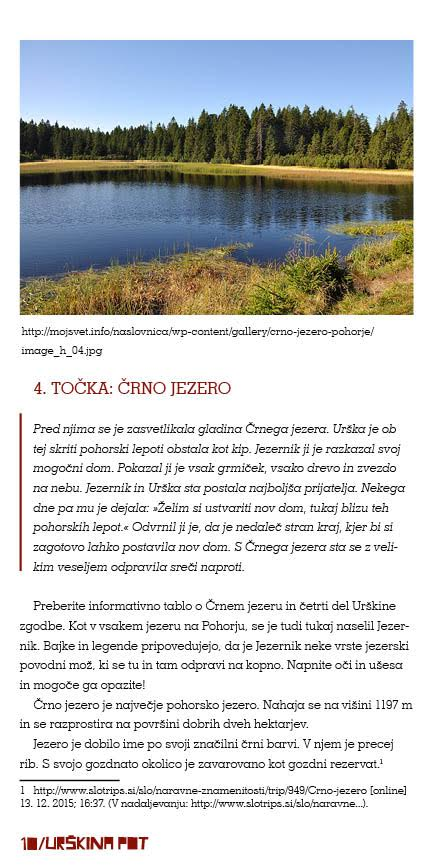 http://mojsvet.info/naslovnica/wp-content/gallery/crno-jezero-pohorje/
image_h_04.jpg
4. TOČKA: ČRNO JEZERO
Pred njima se je zasvetlikala gladina Črnega jezera. Urška je ob
tej skriti pohorski lepoti obstala kot kip. Jezernik ji je razkazal svoj
mogočni dom. Pokazal ji je vsak grmiček, vsako drevo in zvezdo
na nebu. Jezernik in Urška sta postala najboljša prijatelja. Nekega
dne pa mu je dejala: »Želim si ustvariti nov dom, tukaj blizu teh
pohorskih lepot.« Odvrnil ji je, da je nedaleč stran kraj, kjer bi si
zagotovo lahko postavila nov dom. S Črnega jezera sta se z veli-
kim veseljem odpravila sreči naproti.
Preberite informativno tablo o Črnem jezeru in četrti del Urškine
zgodbe. Kot v vsakem jezeru na Pohorju, se je tudi tukaj naselil Jezer-
nik. Bajke in legende pripovedujejo, da je Jezernik neke vrste jezerski
povodni mož, ki se tu in tam odpravi na kopno. Napnite oči in ušesa
in mogoče ga opazite!
Črno jezero je največje pohorsko jezero. Nahaja se na višini 1197 m
in se razprostira na površini dobrih dveh hektarjev.
Jezero je dobilo ime po svoji značilni črni barvi. V njem je precej
rib. S svojo gozdnato okolico je zavarovano kot gozdni rezervat.¹
1 http://www.slotrips.si/slo/naravne-znamenitosti/trip/949/Crno-jezero [online]
13. 12. 2015; 16:37. (V nadaljevanju: http://www.slotrips.si/slo/naravne...).
10/URŠKINA POT